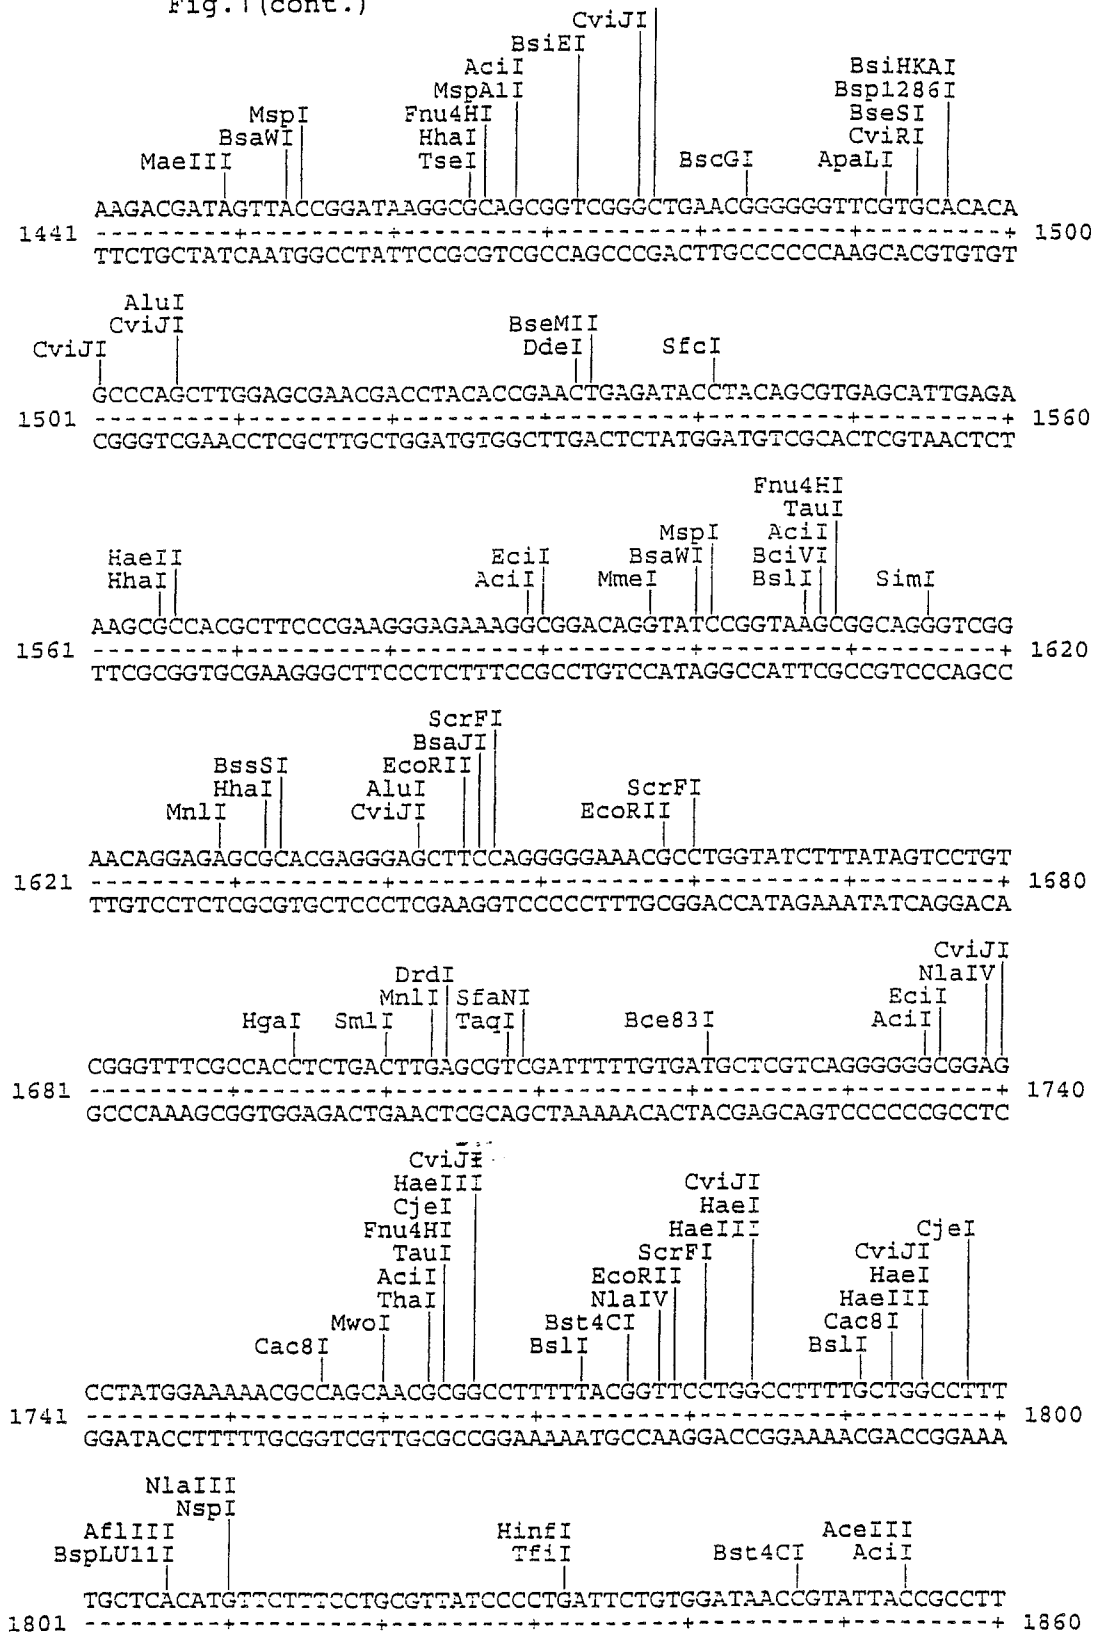 Fig.1(cont.)
CviJI
BsiEI
AciI BsiHKAI
MspA1I Bsp1286I
MspI Fnu4HI BseSI
BsaWI HhaI CviRI
MaeIII TseI BscGI ApaLI
AAGACGATAGTTACCGGATAAGGCGCAGCGGTCGGGCTGAACGGGGGGTTCGTGCACACA
1441 ---------+---------+---------+---------+---------+---------+ 1500
TTCTGCTATCAATGGCCTATTCCGCGTCGCCAGCCCGACTTGCCCCCCAAGCACGTGTGT
AluI
CviJI BseMII
CviJI DdeI SfcI
GCCCAGCTTGGAGCGAACGACCTACACCGAACTGAGATACCTACAGCGTGAGCATTGAGA
1501 ---------+---------+---------+---------+---------+---------+ 1560
CGGGTCGAACCTCGCTTGCTGGATGTGGCTTGACTCTATGGATGTCGCACTCGTAACTCT
Fnu4HI
TauI
MspI AciI
HaeII EciI BsaWI BciVI
HhaI AciI MmeI BslI SimI
AAGCGCCACGCTTCCCGAAGGGAGAAAGGCGGACAGGTATCCGGTAAGCGGCAGGGTCGG
1561 ---------+---------+---------+---------+---------+---------+ 1620
TTCGCGGTGCGAAGGGCTTCCCTCTTTCCGCCTGTCCATAGGCCATTCGCCGTCCCAGCC
ScrFI
BsaJI
BssSI EcoRII
HhaI AluI ScrFI
MnlI CviJI EcoRII
AACAGGAGAGCGCACGAGGGAGCTTCCAGGGGGAAACGCCTGGTATCTTTATAGTCCTGT
1621 ---------+---------+---------+---------+---------+---------+ 1680
TTGTCCTCTCGCGTGCTCCCTCGAAGGTCCCCCTTTGCGGACCATAGAAATATCAGGACA
CviJI
DrdI NlaIV
MnlI SfaNI EciI
HgaI SmlI TaqI Bce83I AciI
CGGGTTTCGCCACCTCTGACTTGAGCGTCGATTTTTGTGATGCTCGTCAGGGGGGCGGAG
1681 ---------+---------+---------+---------+---------+---------+ 1740
GCCCAAAGCGGTGGAGACTGAACTCGCAGCTAAAAACACTACGAGCAGTCCCCCCGCCTC
CviJI
HaeIII CviJI
CjeI HaeI
Fnu4HI HaeIII CjeI
TauI ScrFI CviJI
AciI EcoRII HaeI
ThaI NlaIV HaeIII
MwoI Bst4CI Cac8I
Cac8I BslI BslI
CCTATGGAAAAACGCCAGCAACGCGGCCTTTTTACGGTTCCTGGCCTTTTGCTGGCCTTT
1741 ---------+---------+---------+---------+---------+---------+ 1800
GGATACCTTTTTGCGGTCGTTGCGCCGGAAAAATGCCAAGGACCGGAAAACGACCGGAAA
NlaIII
NspI
AflIII HinfI AceIII
BspLU11I TfiI Bst4CI AciI
TGCTCACATGTTCTTTCCTGCGTTATCCCCTGATTCTGTGGATAACCGTATTACCGCCTT
1801 ---------+---------+---------+---------+---------+---------+ 1860